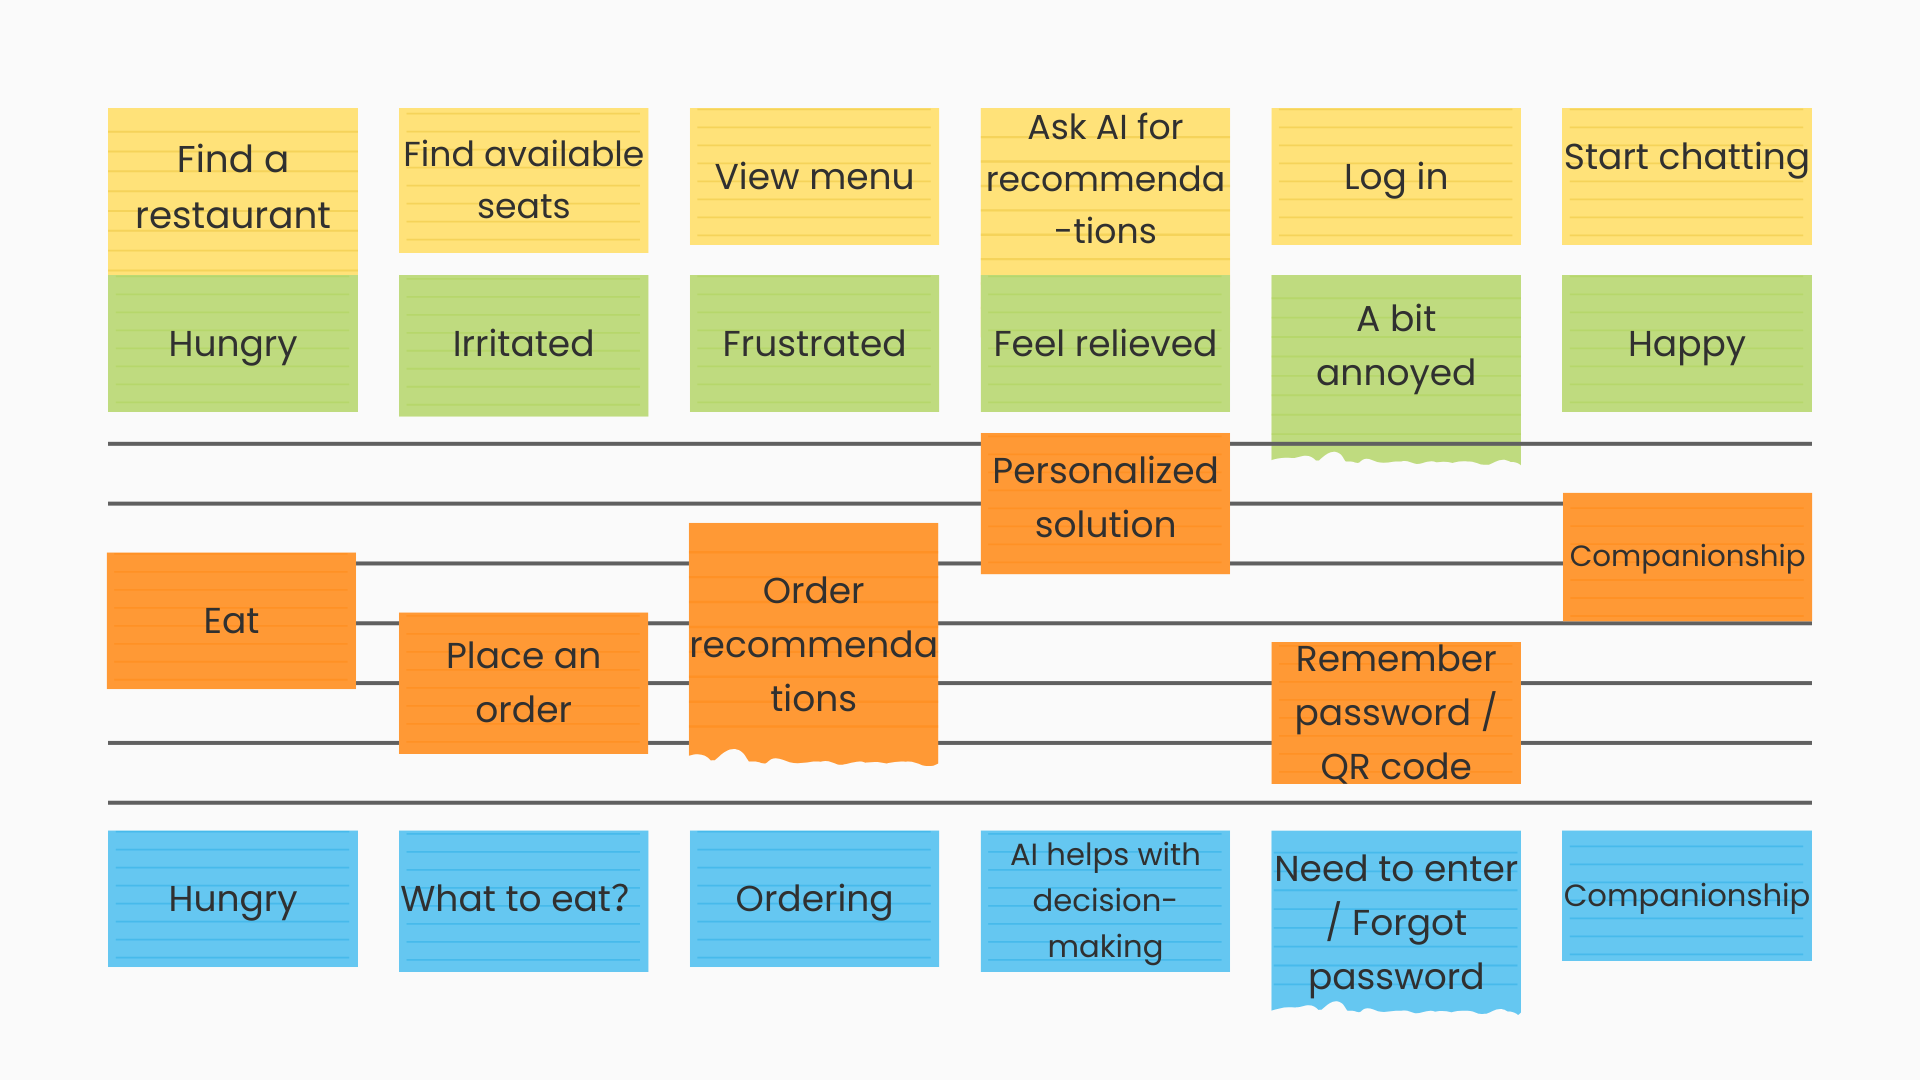 Find a
restaurant
Find available
seats
View menu
Ask AI for
recommenda
-tions
Log in
Start chatting
Hungry
Irritated
Frustrated
Feel relieved
A bit
annoyed
Happy
Eat
Place an
order
Order
recommenda
tions
Personalized
solution
Remember
password /
QR code
Companionship
Hungry
What to eat?
Ordering
AI helps with
decision-
making
Need to enter
/ Forgot
password
Companionship